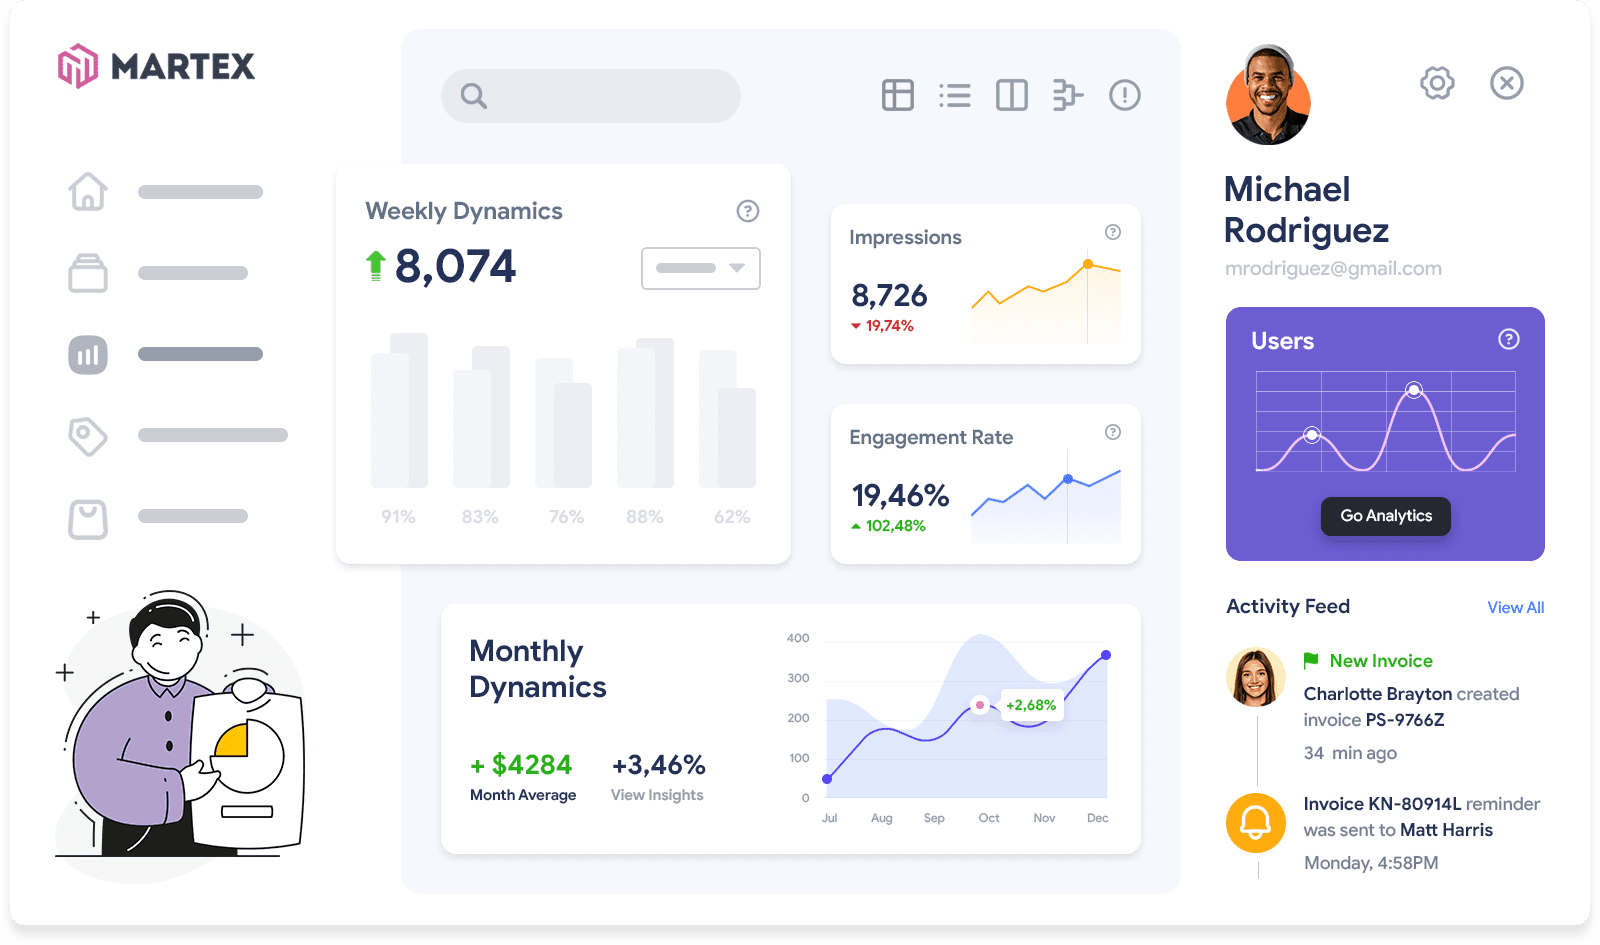 MARTEX
Weekly Dynamics
8,074
91% 83% 76% 88% 62%
Impressions
8,726
19,74%
Engagement Rate
19,46%
102,48%
Monthly
Dynamics
+ $4284
Month Average
+3,46%
View Insights
400
300
200
100
0
+2,68%
Jul Aug Sep Oct Nov Dec
Michael
Rodriguez
mrodriguez@gmail.com
Users
Go Analytics
Activity Feed
View All
New Invoice
Charlotte Brayton created
invoice PS-9766Z
34 min ago
Invoice KN-80914L reminder
was sent to Matt Harris
Monday, 4:58PM